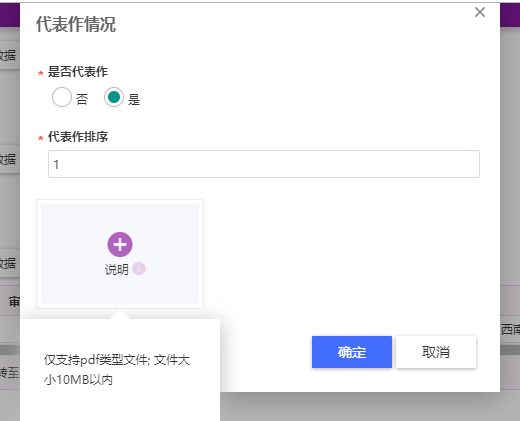 代表作情况
数据
* 是否代表作
否 是
* 代表作排序
1
数据
说明
数据
审
西南
确定 取消
仅支持pdf类型文件; 文件大
小10MB以内
转至